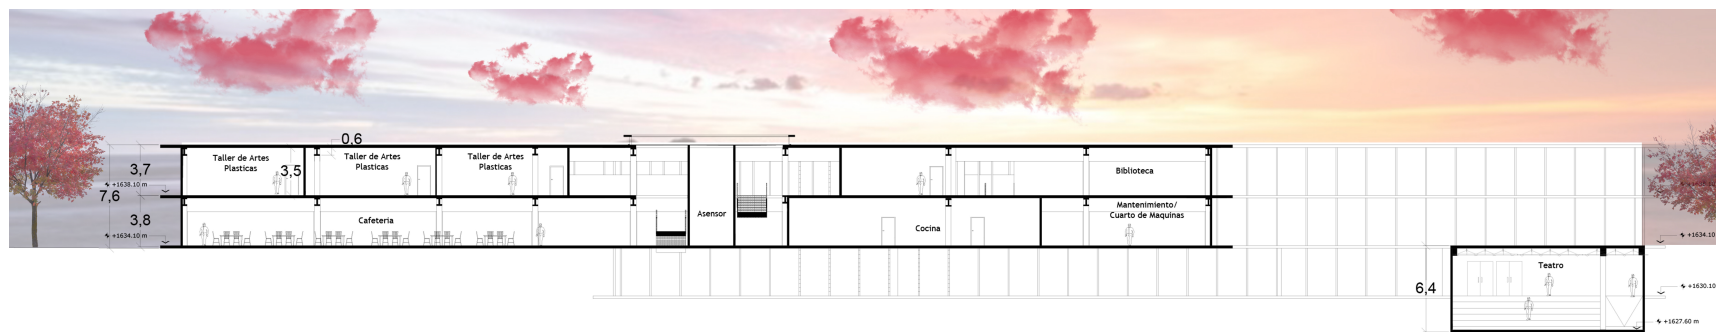 0,6
Taller de Artes
Plasticas
Taller de Artes
Plasticas
Taller de Artes
Plasticas
3,7
3,5
Biblioteca
+1638.10 m
7,6
3,8
Cafeteria
Asensor
Mantenimiento/
Cuarto de Maquinas
Cocina
+1634.10 m
+1634.10
Teatro
6,4
+1630.10
+1627.60 m